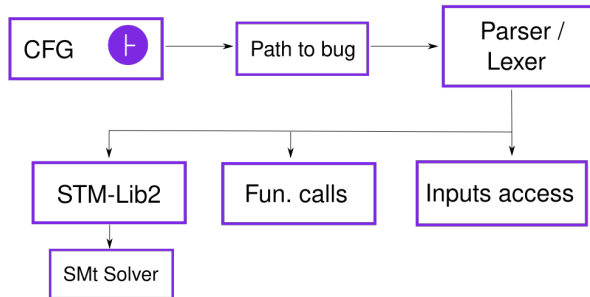 CFG
Path to bug
Parser /
Lexer
STM-Lib2
Fun. calls
Inputs access
SMt Solver